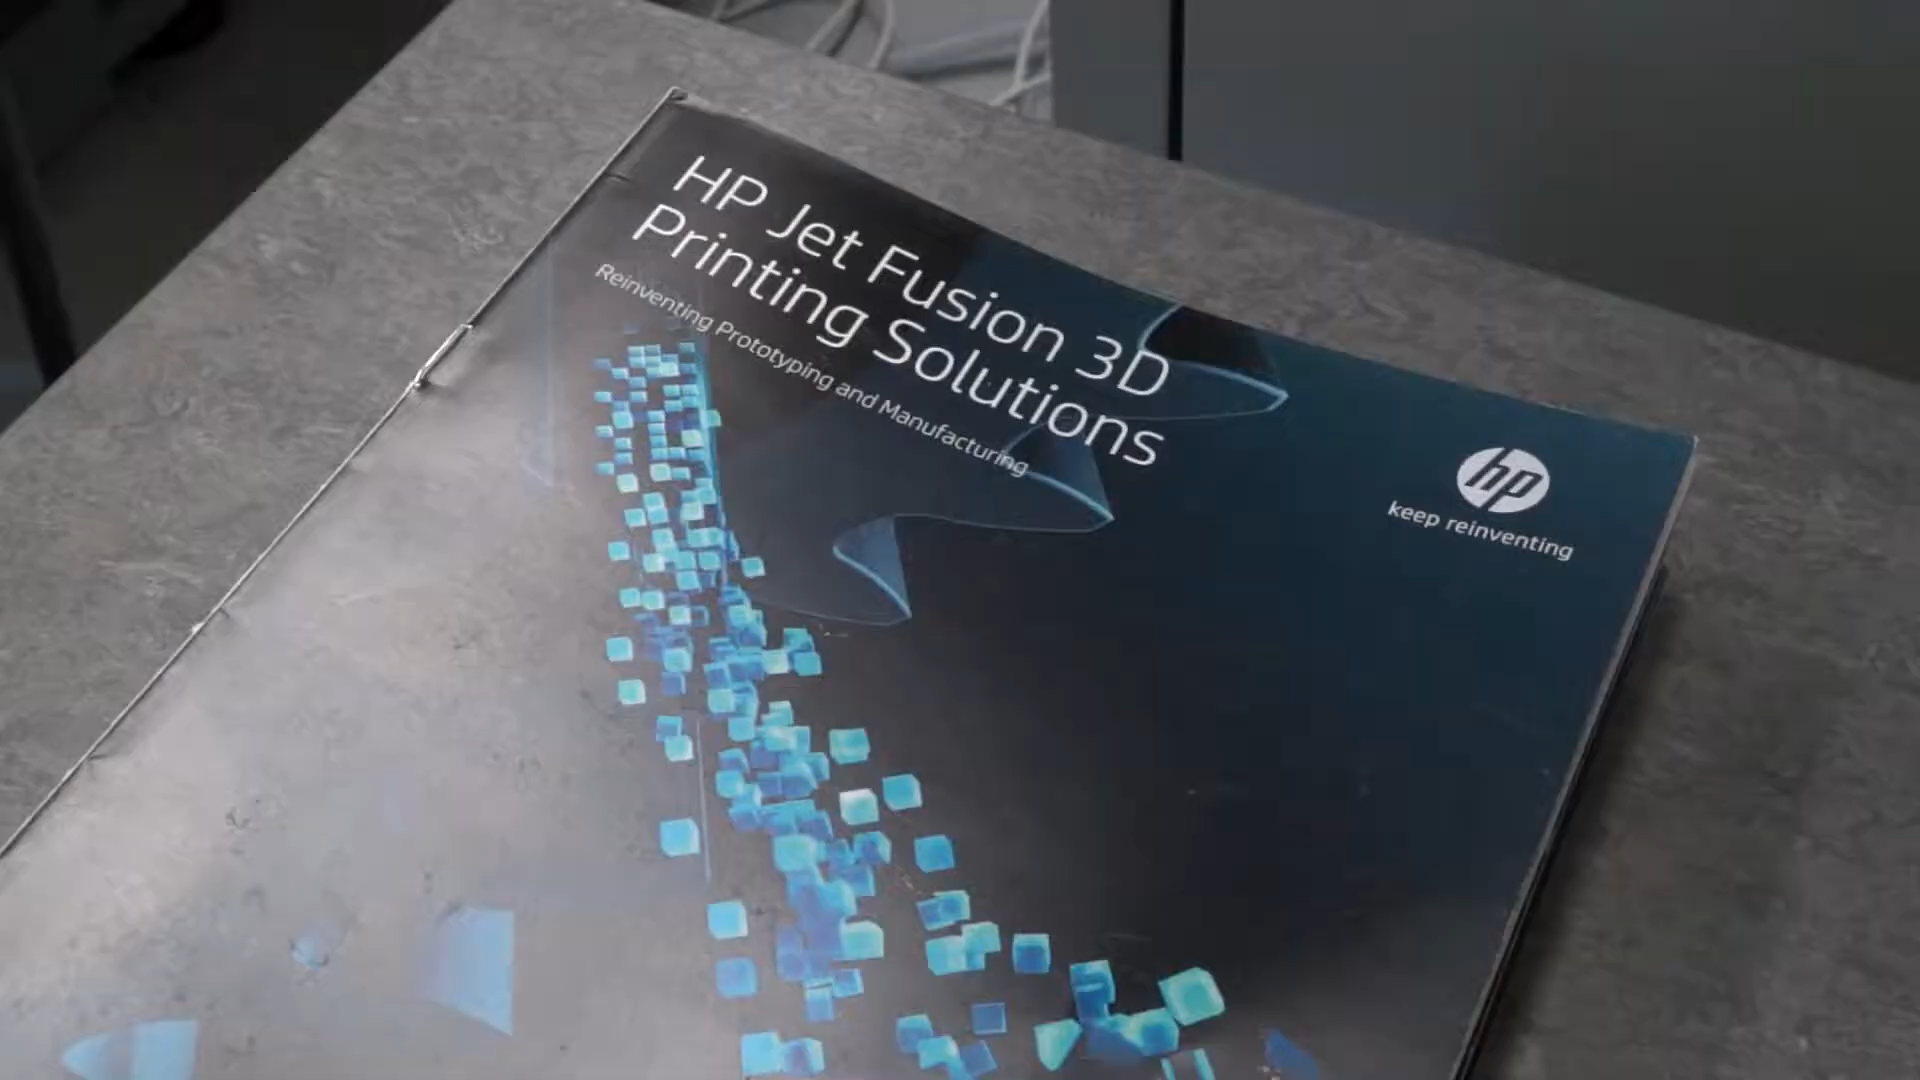 HP Jet Fusion 3D
Printing Solutions
Reinventing Prototyping and Manufacturing
hp
keep reinventing